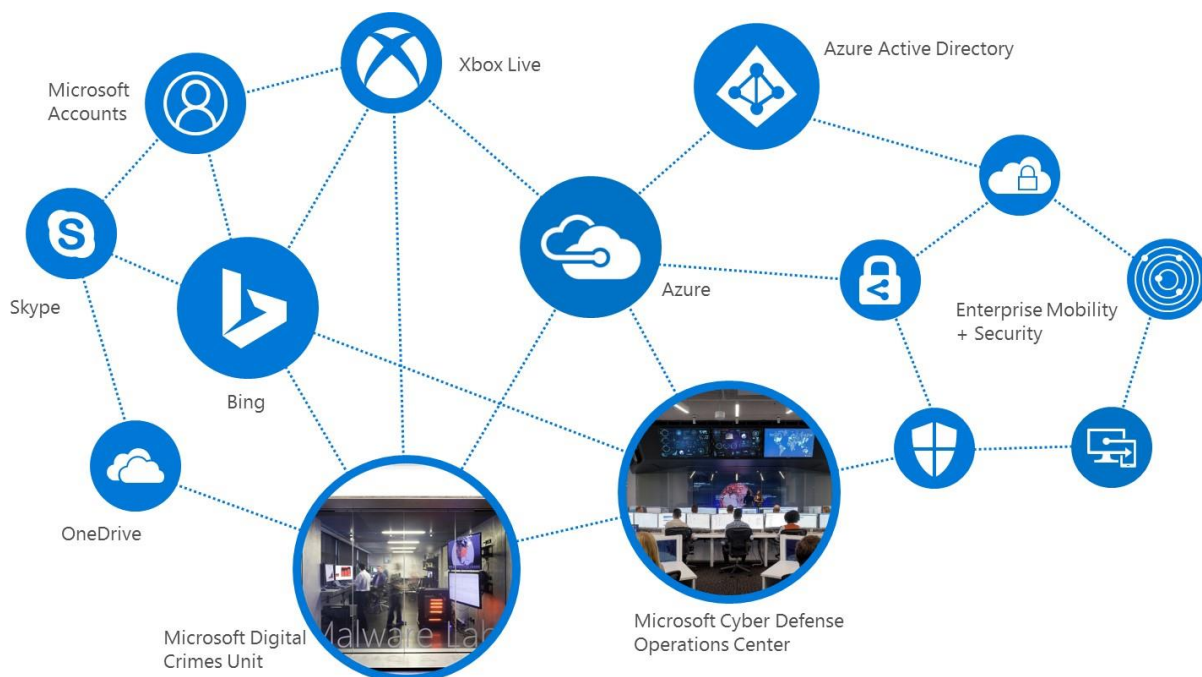 Azure Active Directory
Xbox Live
Microsoft
Accounts
S
Skype
Azure
Enterprise Mobility
+ Security
Bing
OneDrive
Malware Lab
Microsoft Digital
Crimes Unit
Microsoft Cyber Defense
Operations Center